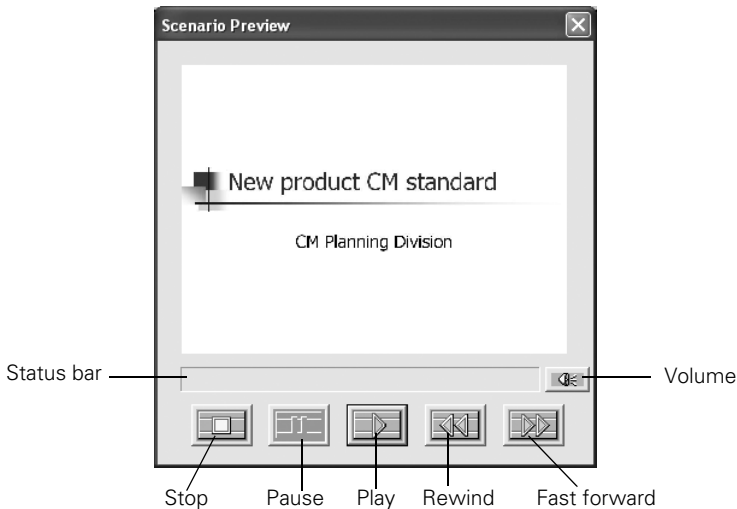 Scenario Preview
New product CM standard
CM Planning Division
Status bar
Volume
Stop
Pause
Play
Rewind
Fast forward